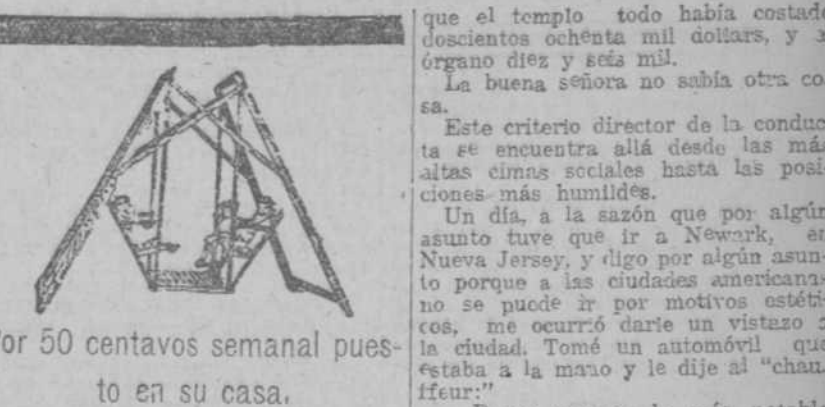 or 50 centavos semanal pues-
to en su casa.
que el templo todo había costado
doscientos ochenta mil dollars, y
órgano diez y seis mil.
La buena señora no sabía otra co
sa.
Este criterio director de la conduc
ta se encuentra allá desde las más
altas cimas sociales hasta las posi-
ciones más humildes.
Un día, a la sazón que por algún
asunto tuve que ir a Newark, en
Nueva Jersey, y digo por algún asun-
to porque a las ciudades americanas
no se puede ir por motivos estéti-
cos, me ocurrió darle un vistazo
la ciudad. Tomé un automóvil que
estaba a la mano y le dije al "chau.
ffeur:"